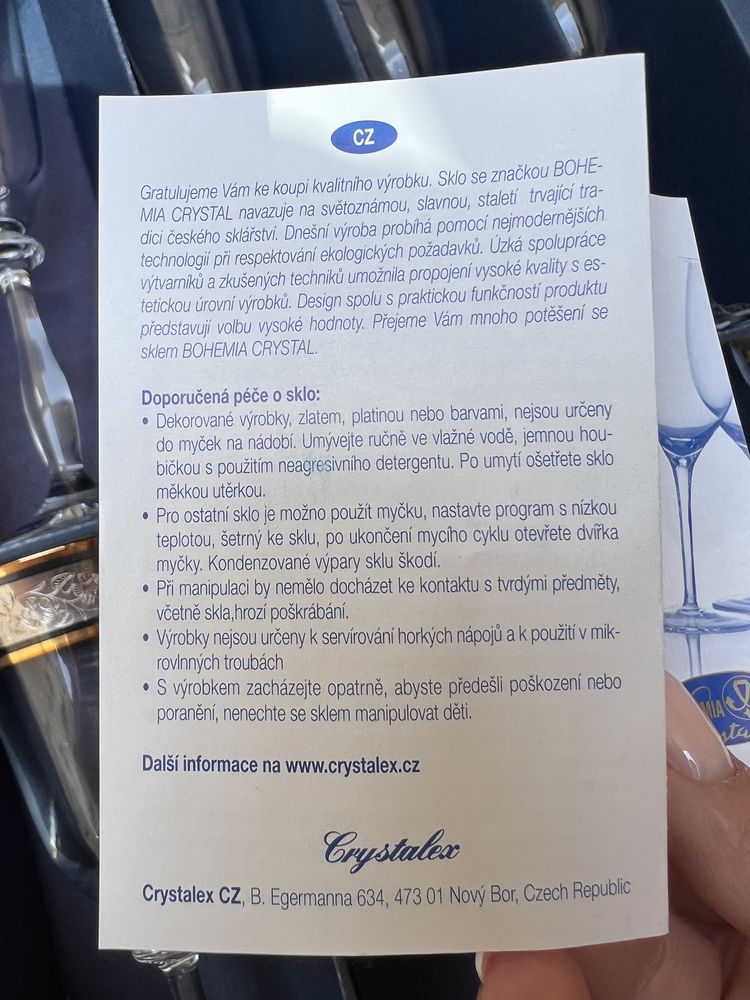 CZ
Gratulujeme Vám ke koupi kvalitního výrobku. Sklo se značkou BOHE-
MIA CRYSTAL navazuje na světoznámou, slavnou, staletí trvající tra-
dici českého sklářství. Dnešní výroba probíhá pomocí nejmodernějších
technologií při respektování ekologických požadavků. Úzká spolupráce
výtvarníků a zkušených techniků umožnila propojení vysoké kvality s es-
tetickou úrovní výrobků. Design spolu s praktickou funkčností produktu
představují volbu vysoké hodnoty. Přejeme Vám mnoho potěšení se
sklem BOHEMIA CRYSTAL.
Doporučená péče o sklo:
• Dekorované výrobky, zlatem, platinou nebo barvami, nejsou určeny
do myček na nádobí. Umývejte ručně ve vlažné vodě, jemnou hou-
bičkou s použitím neagresivního detergentu. Po umytí ošetřete sklo
měkkou utěrkou.
• Pro ostatní sklo je možno použít myčku, nastavte program s nízkou
teplotou, šetrný ke sklu, po ukončení mycího cyklu otevřete dvířka
myčky. Kondenzované výpary sklu škodí.
• Při manipulaci by nemělo docházet ke kontaktu s tvrdými předměty,
včetně skla,hrozí poškrábání.
• Výrobky nejsou určeny k servírování horkých nápojů a k použití v mik-
rovlnných troubách
• S výrobkem zacházejte opatrně, abyste předešli poškození nebo
poranění, nenechte se sklem manipulovat děti.
Další informace na www.crystalex.cz
Crystalex
Crystalex CZ, B. Egermanna 634, 473 01 Nový Bor, Czech Republic